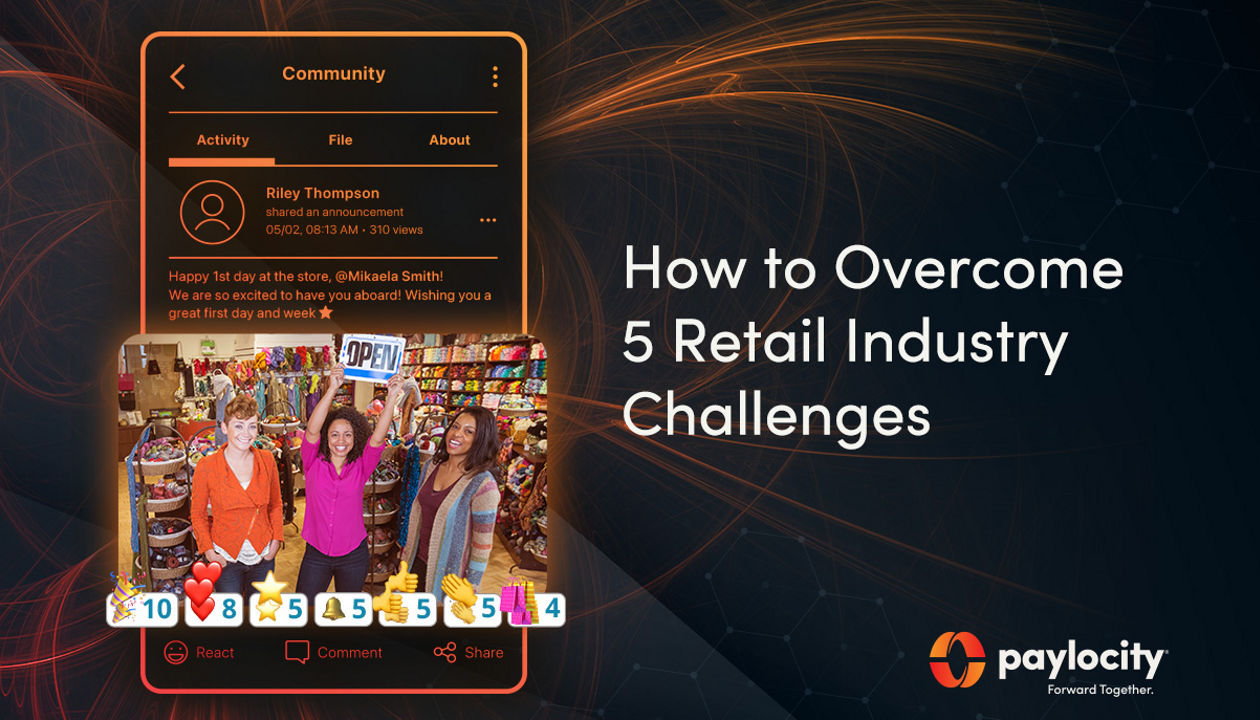 Community
Activity File About
Riley Thompson
shared an announcement
05/02, 08:13 AM • 310 views
Happy 1st day at the store, @Mikaela Smith!
We are so excited to have you aboard! Wishing you a
great first day and week
OPEN
10 8 5 5 5 5 4
React Comment Share
How to Overcome
5 Retail Industry
Challenges
paylocity
Forward Together.